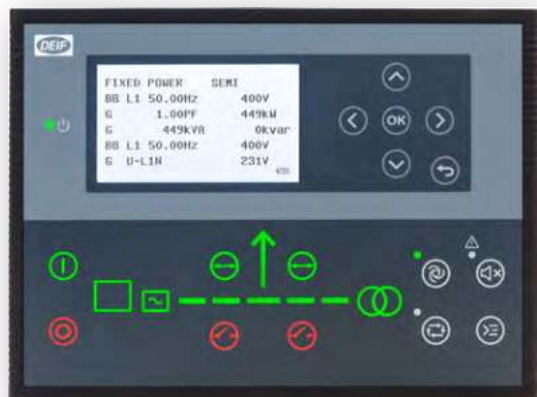 DEIF
FIXED POWER SEMI
BB L1 50.00Hz 400V
G 1.00PF 449kW
G 449kVA 0kvar
BB L1 50.00Hz 400V
G U-L1N 231V
OK